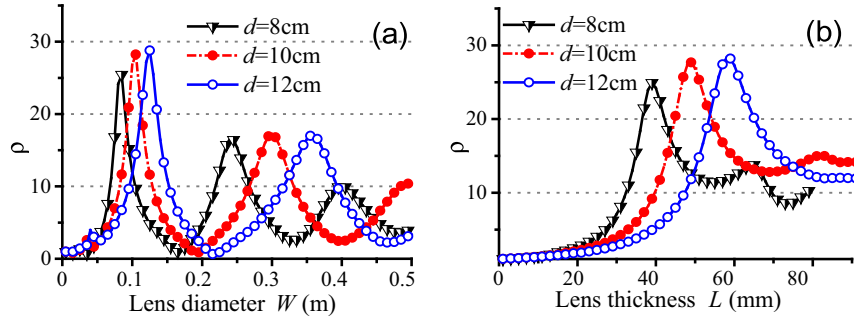 (a)
d=8cm
d=10cm
d=12cm
30
20
10
0
ρ
0
0.1
0.2
0.3
0.4
0.5
Lens diameter W (m)
(b)
d=8cm
d=10cm
d=12cm
30
20
10
ρ
0
20
40
60
80
Lens thickness L (mm)